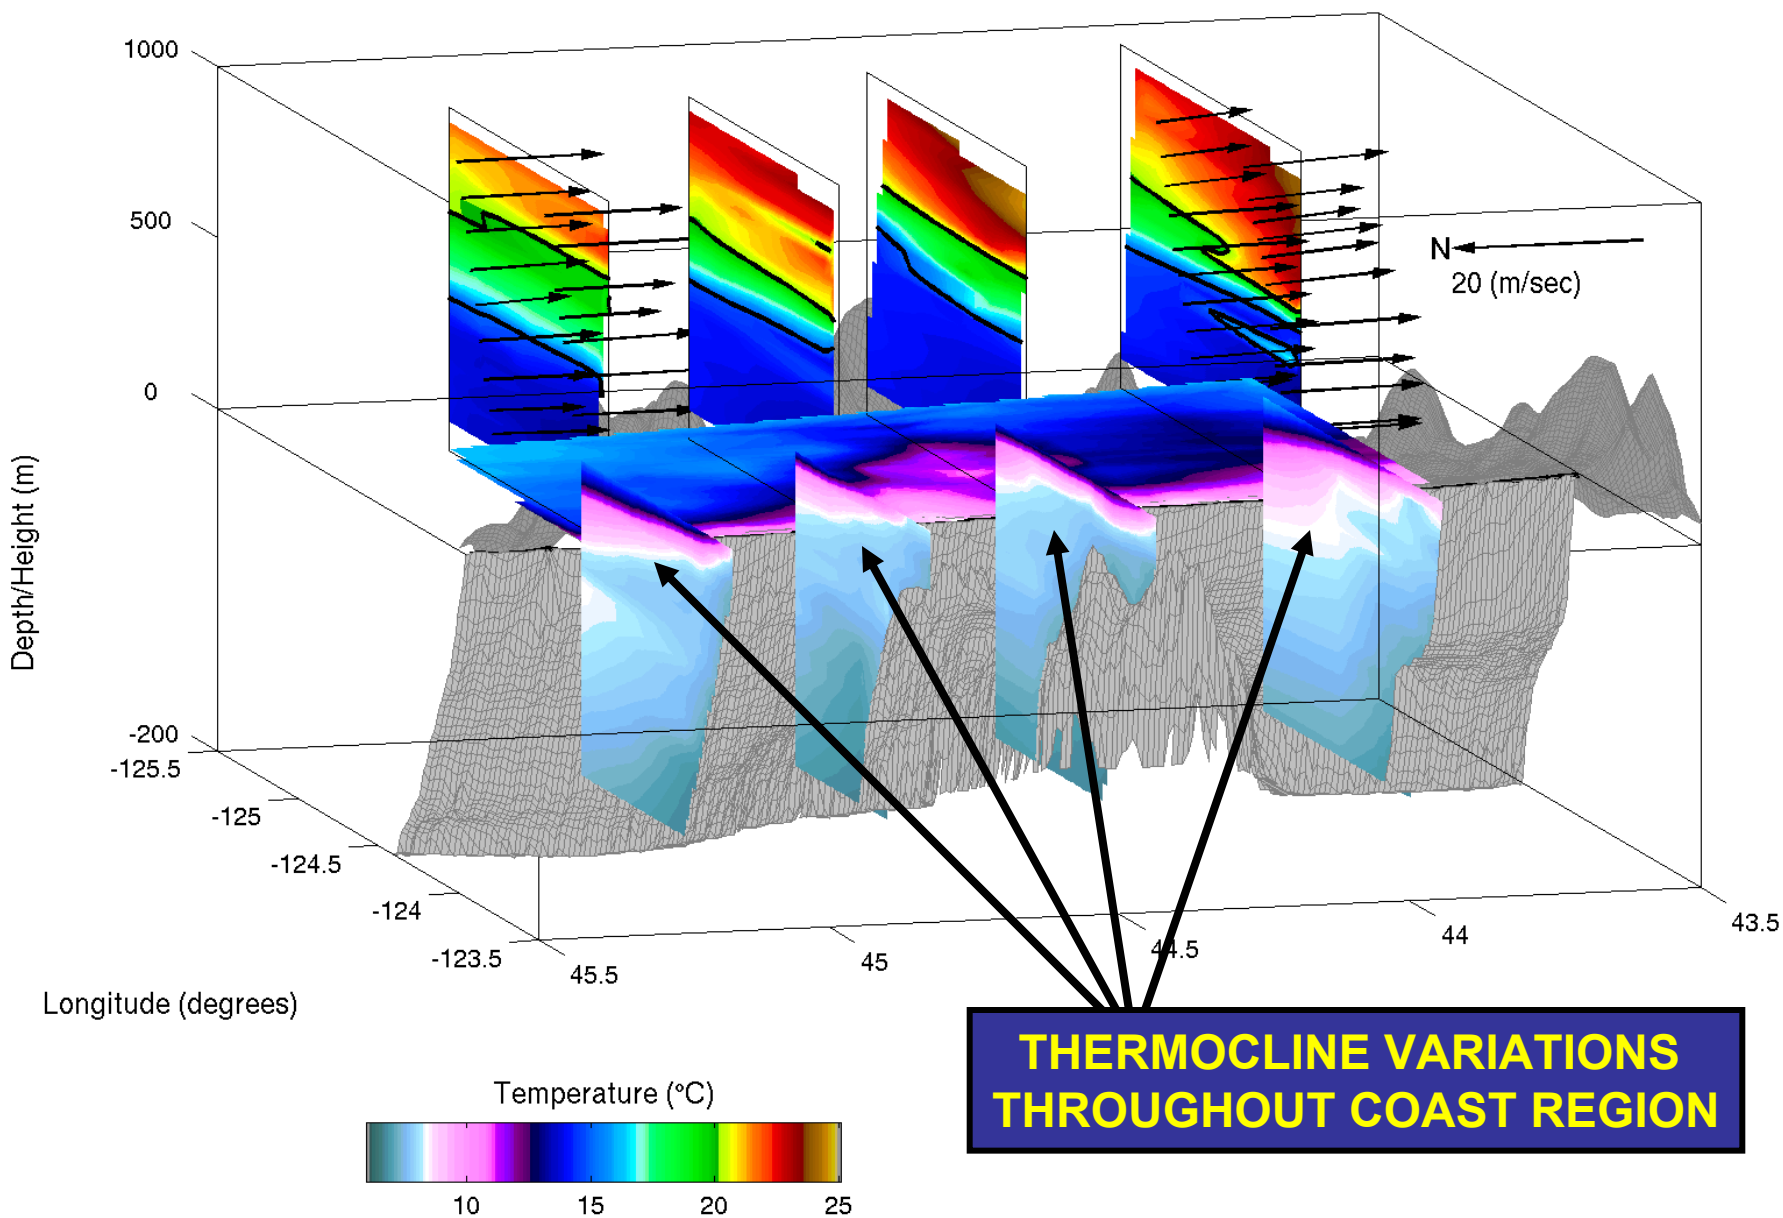 1000
500
0
-200
Depth/Height (m)
-125.5
-125
-124.5
-124
-123.5
Longitude (degrees)
45.5
45
44.5
44
43.5
N
20 (m/sec)
THERMOCLINE VARIATIONS
THROUGHOUT COAST REGION
Temperature (°C)
10 15 20 25